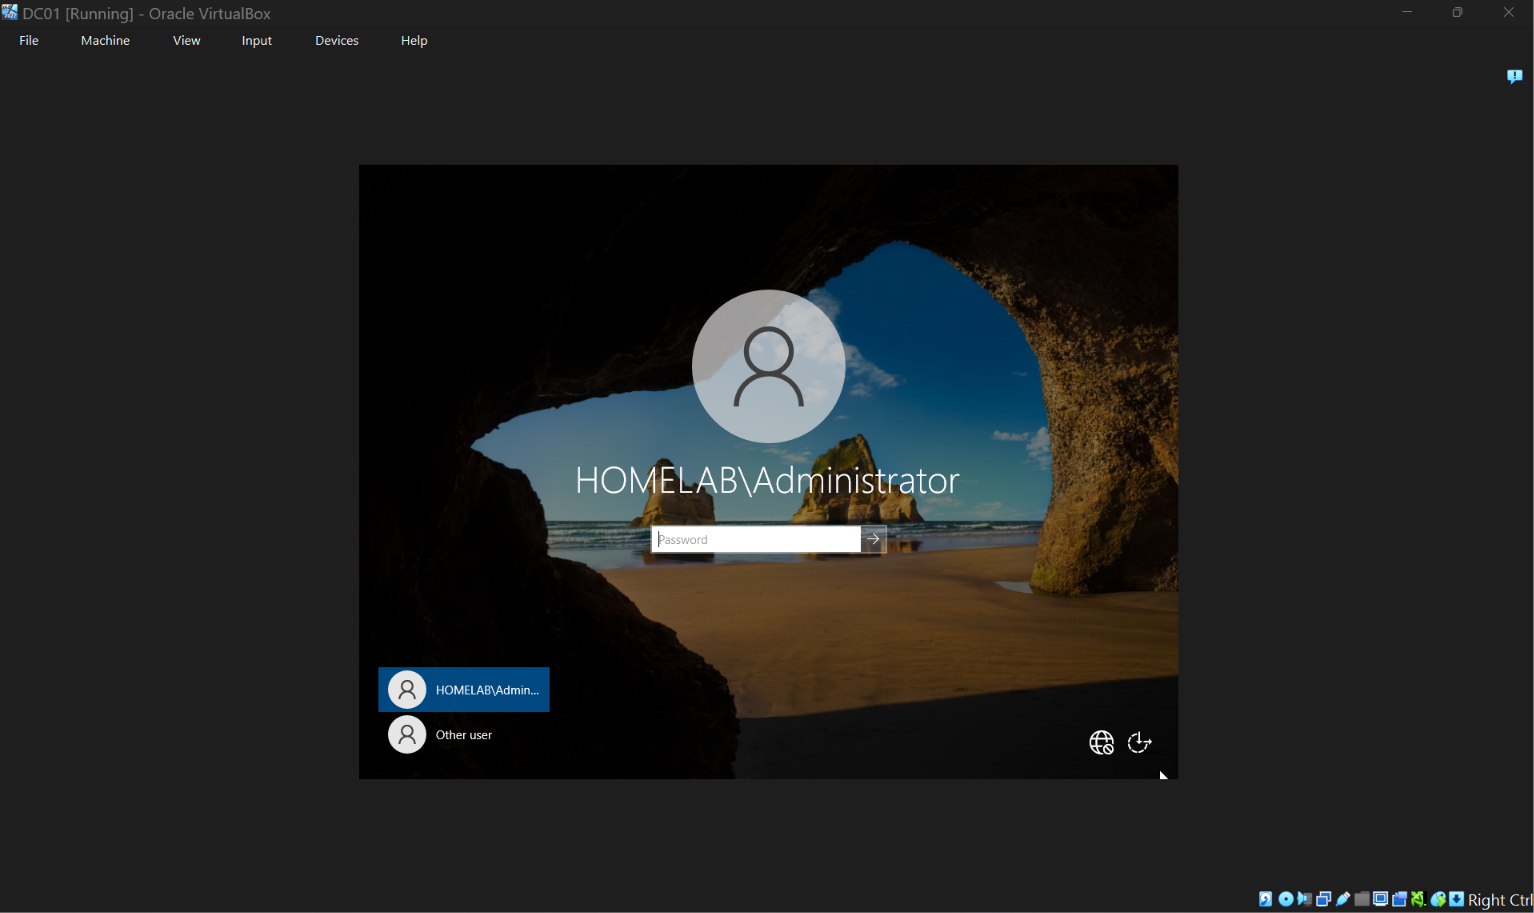 DC01 [Running] - Oracle VirtualBox
File Machine View Input Devices Help
HOMELAB\Administrator
Password
HOMELAB\Admin...
Other user
Right Ctrl